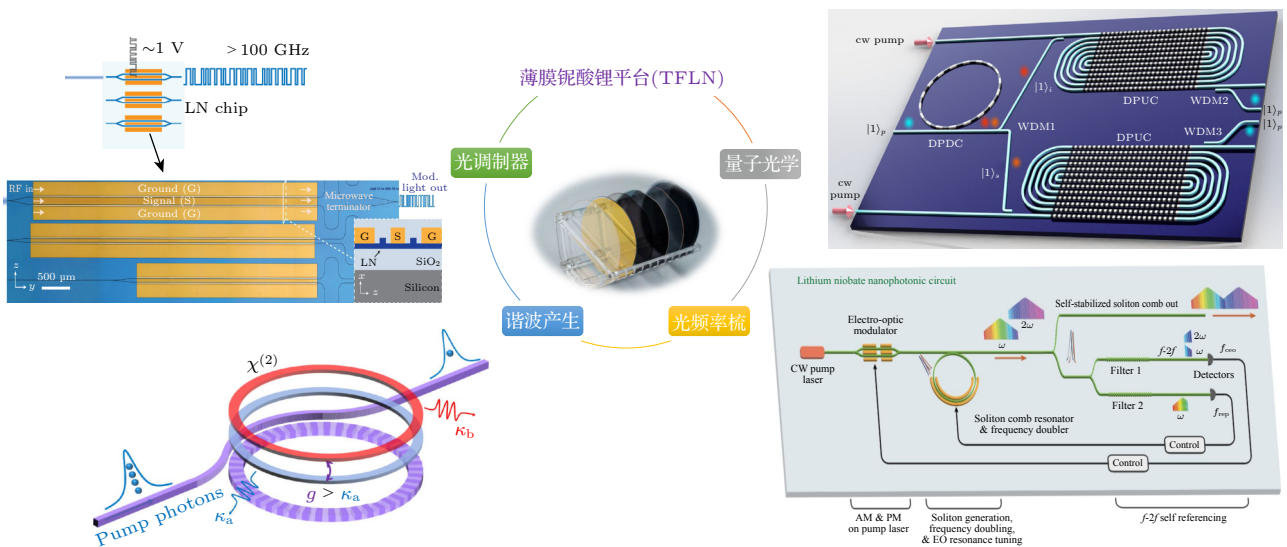 ~1 V
> 100 GHz
LN chip
RF in
Ground (G)
Signal (S)
Ground (G)
Microwave
terminator
Mod.
light out
G
S
G
LN
SiO₂
Silicon
x
z
z
y
500 μm
薄膜铌酸锂平台(TFLN)
光调制器
量子光学
谐波产生
光频率梳
cw pump
|1⟩ᵢ
DPUC
WDM2
|1⟩ₚ
|1⟩ₚ
|1⟩ₚ
DPDC
WDM1
DPUC
WDM3
|1⟩ₛ
cw
pump
χ⁽²⁾
κb
g > κa
κa
Pump photons
Lithium niobate nanophotonic circuit
Self-stabilized soliton comb out
Electro-optic
modulator
2ω
ω
CW pump
laser
2ω
f-2f
ω
fceo
Filter 1
Detectors
Filter 2
ω
frep
Soliton comb resonator
& frequency doubler
Control
Control
AM & PM
on pump laser
Soliton generation,
frequency doubling,
& EO resonance tuning
f-2f self referencing